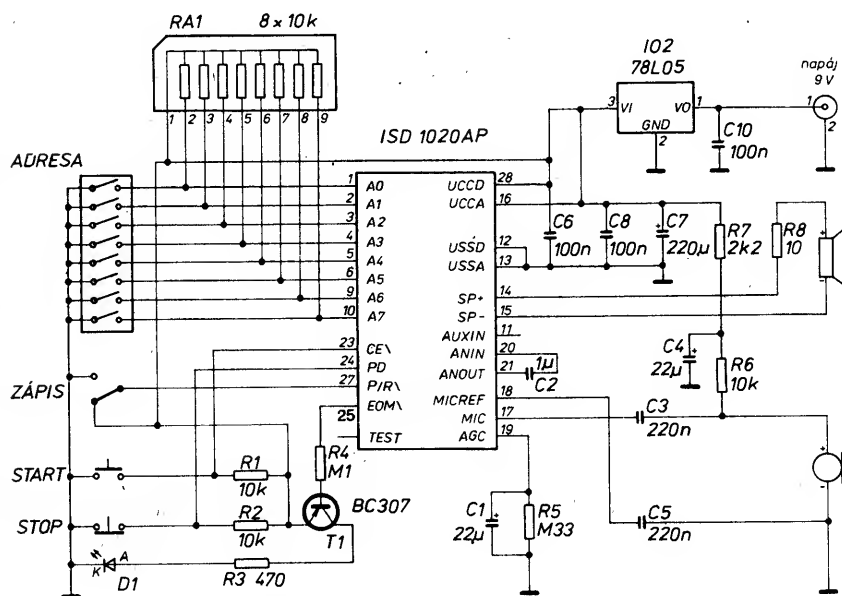 RA1 8 x 10k
1 2 3 4 5 6 7 8 9
IO2
78L05
3 VI VO 1
GND
2
napáj
9V
1
2
C10
100n
ADRESA
ISD 1020AP
1 A0
2 A1
3 A2
4 A3
5 A4
6 A5
9 A6
10 A7
23 CE\
24 PD
27 P/R\
EOM\
25
TEST
UCCD 28
UCCA 16
USSD 12
USSA 13
SP+ 14
SP- 15
AUXIN 11
ANIN 20
ANOUT 21
MICREF 18
MIC 17
AGC 19
C6
100n
C8
100n
+ C7
220µ
R7
2k2
R8
10
+
-
1µ
C2
C4 +
22µ
R6
10k
C3
220n
+
-
C5
220n
ZÁPIS
START
R1
10k
STOP
R2
10k
R4
M1
BC307
T1
K A
D1
R3 470
C1 +
22µ
R5
M33